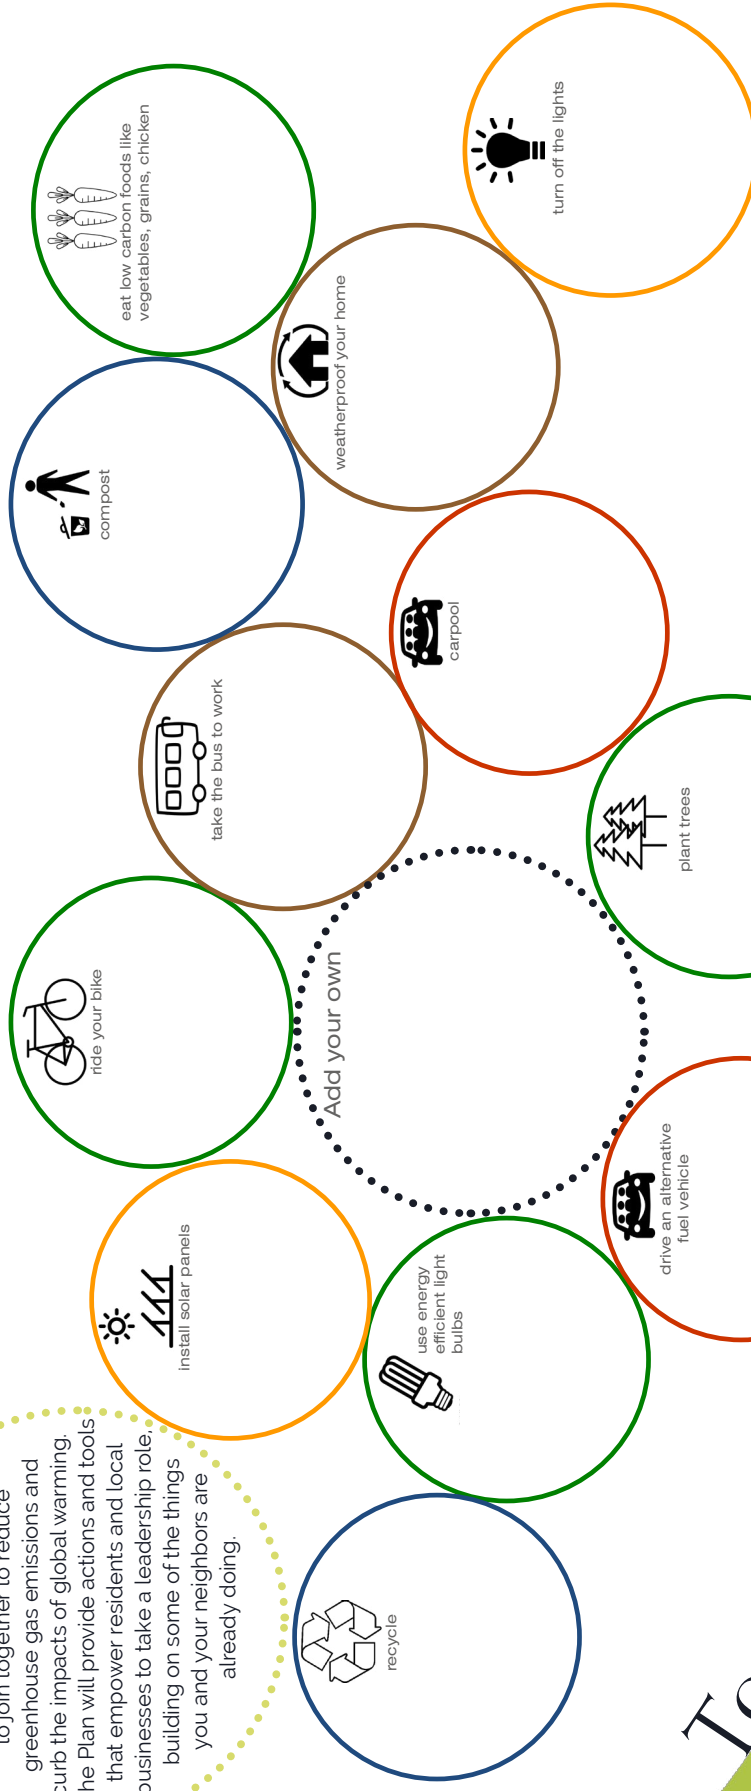 to join together to reduce
greenhouse gas emissions and
curb the impacts of global warming.
he Plan will provide actions and tools
that empower residents and local
businesses to take a leadership role,
building on some of the things
you and your neighbors are
already doing.
recycle
install solar panels
use energy
efficient light
bulbs
ride your bike
Add your own
drive an alternative
fuel vehicle
take the bus to work
plant trees
compost
carpool
weatherproof your home
eat low carbon foods like
vegetables, grains, chicken
turn off the lights